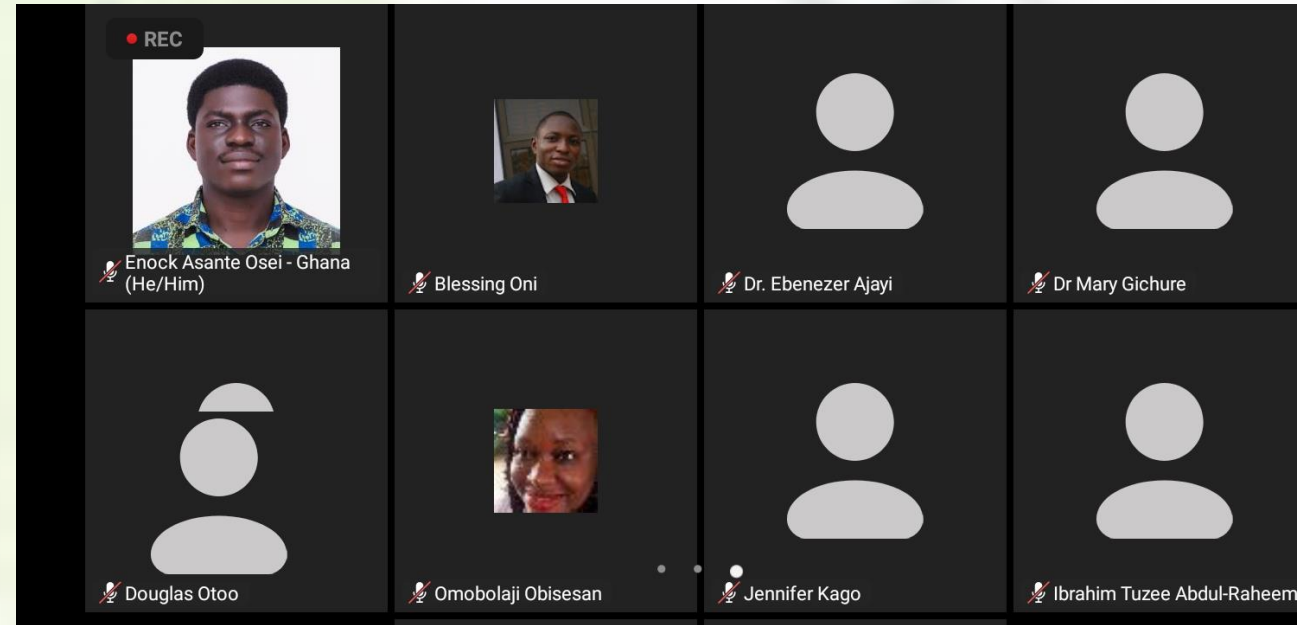 REC
Enock Asante Osei - Ghana
(He/Him)
Blessing Oni
Dr. Ebenezer Ajayi
Dr Mary Gichure
Douglas Otoo
Omobolaji Obisesan
Jennifer Kago
Ibrahim Tuzee Abdul-Raheem